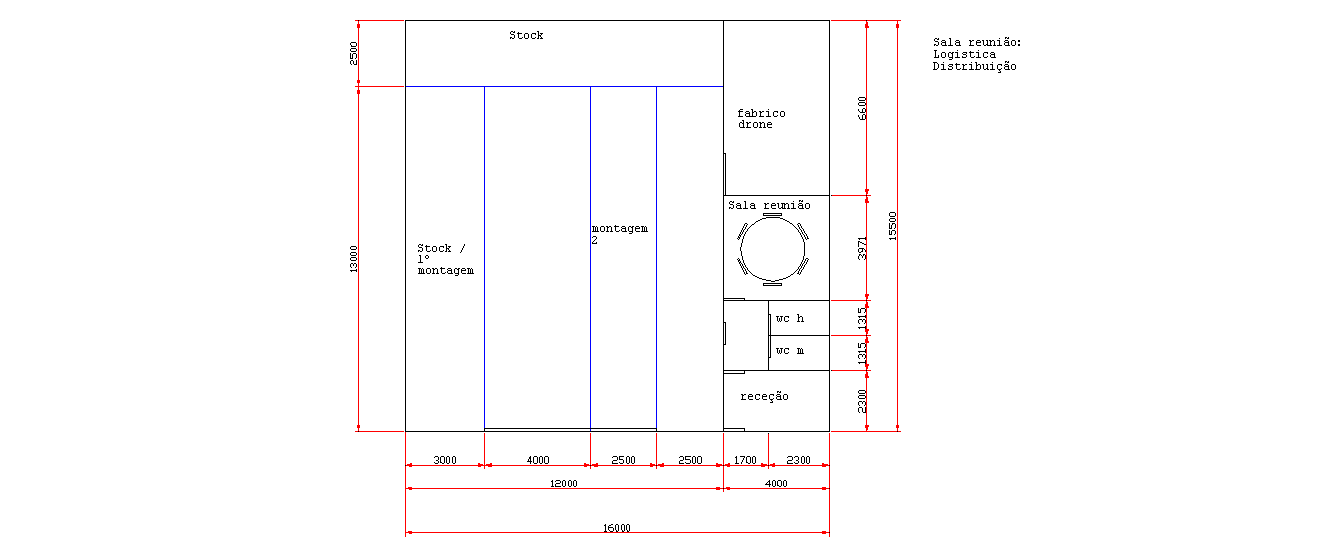 Stock
Sala reunião:
Logistica
Distribuição
2500
6600
fabrico
drone
Sala reunião
15500
montagem
2
3971
Stock /
1º
montagem
13000
wc h
1315
wc m
1315
receção
2300
3000
4000
2500
2500
1700
2300
12000
4000
16000